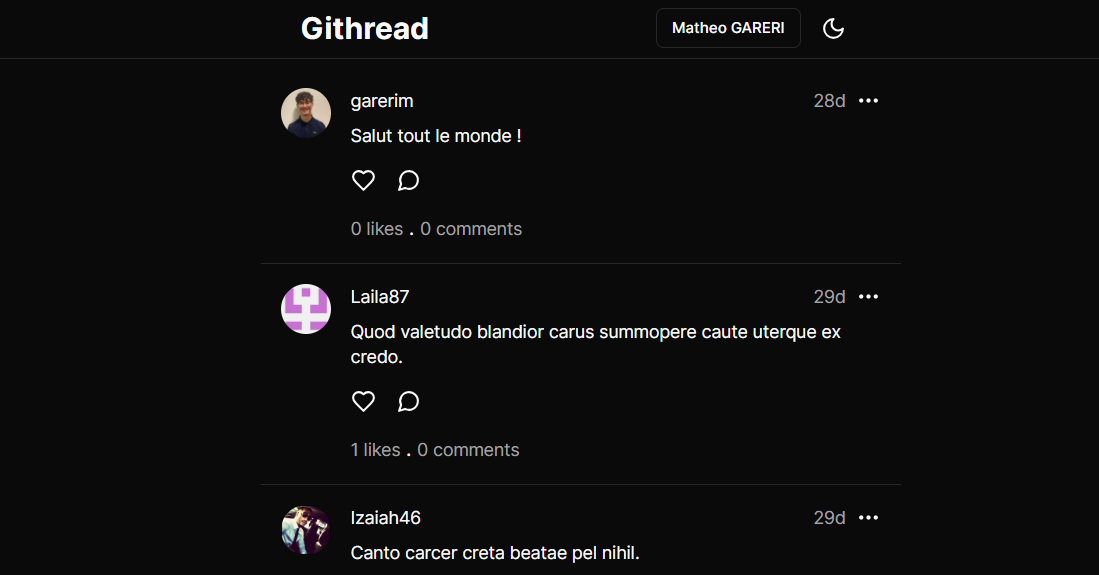 Githread
Matheo GARERI
garerim
28d
Salut tout le monde !
0 likes . 0 comments
Laila87
29d
Quod valetudo blandior carus summopere caute uterque ex
credo.
1 likes . 0 comments
Izaiah46
29d
Canto carcer creta beatae pel nihil.